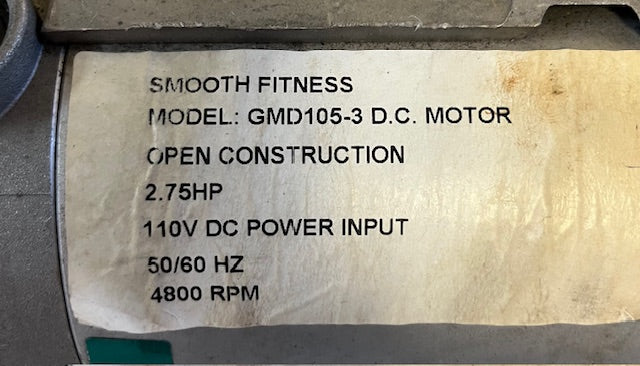 SMOOTH FITNESS
MODEL: GMD105-3 D.C. MOTOR
OPEN CONSTRUCTION
2.75HP
110V DC POWER INPUT
50/60 HZ
4800 RPM